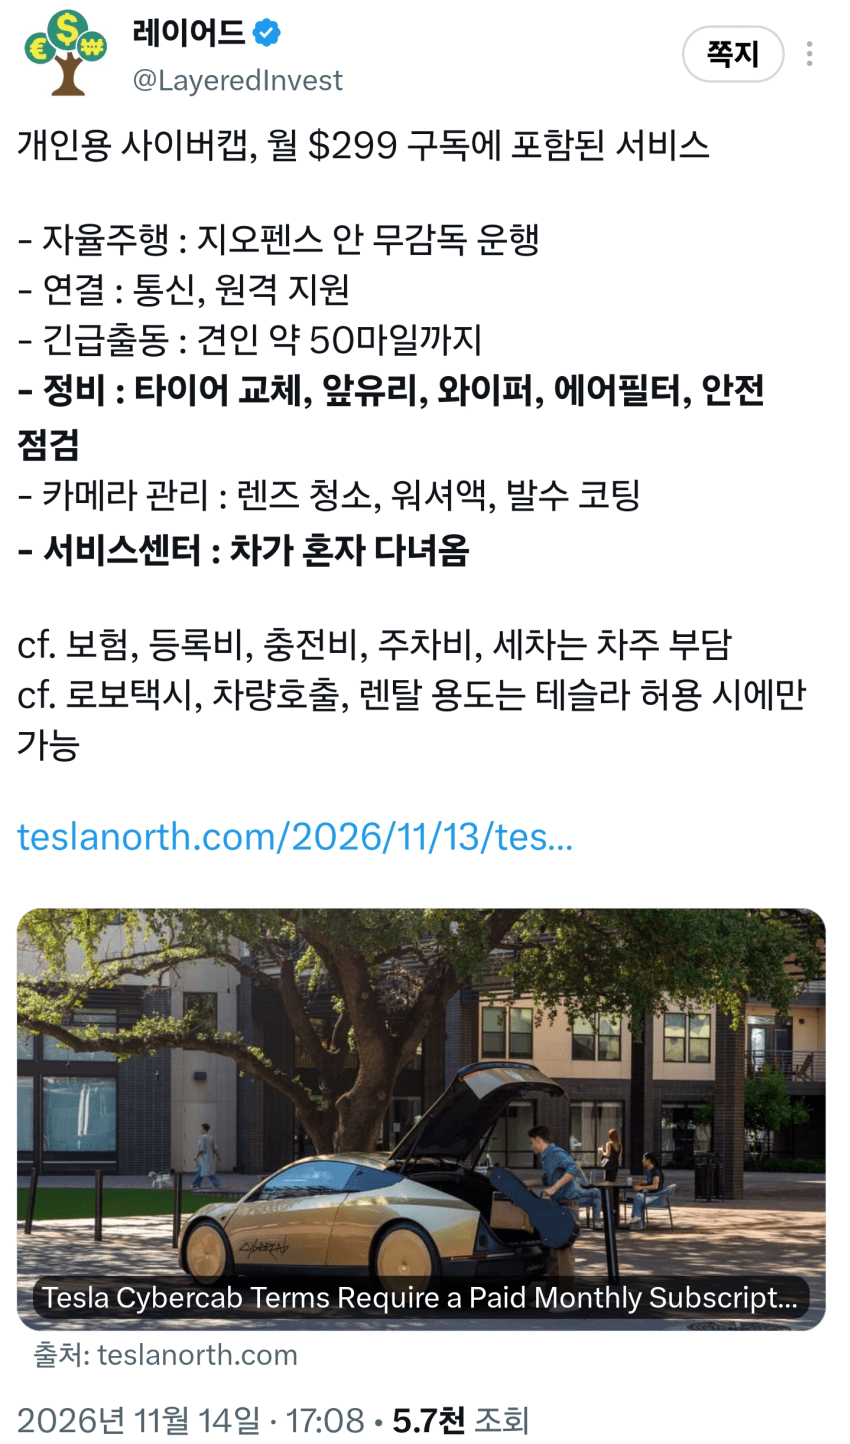 레이어드
@LayeredInvest
쪽지
개인용 사이버캡, 월 $299 구독에 포함된 서비스
- 자율주행 : 지오펜스 안 무감독 운행
- 연결 : 통신, 원격 지원
- 긴급출동 : 견인 약 50마일까지
- 정비 : 타이어 교체, 앞유리, 와이퍼, 에어필터, 안전
점검
- 카메라 관리 : 렌즈 청소, 워셔액, 발수 코팅
- 서비스센터 : 차가 혼자 다녀옴
cf. 보험, 등록비, 충전비, 주차비, 세차는 차주 부담
cf. 로보택시, 차량호출, 렌탈 용도는 테슬라 허용 시에만
가능
teslanorth.com/2026/11/13/tes...
CYBERCAB
Tesla Cybercab Terms Require a Paid Monthly Subscript...
출처: teslanorth.com
2026년 11월 14일 · 17:08 • 5.7천 조회